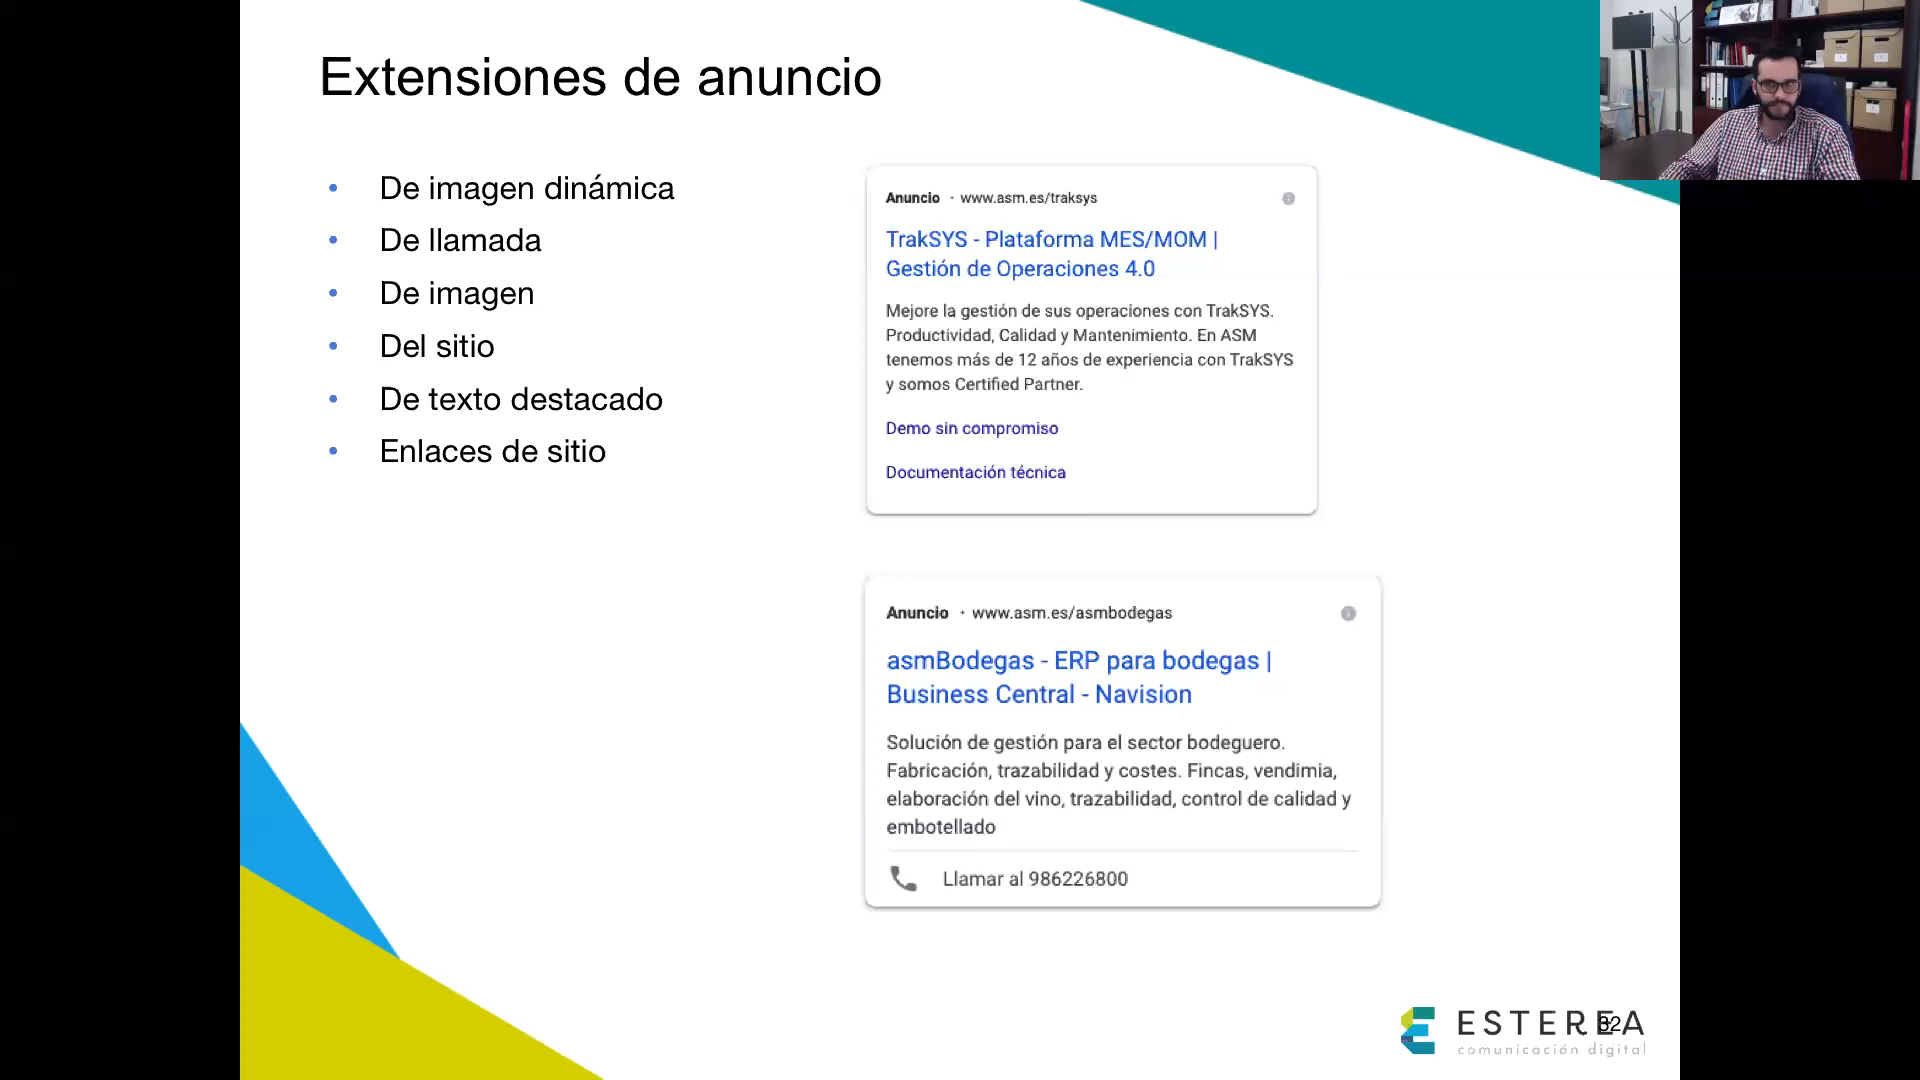 Extensiones de anuncio
• De imagen dinámica
• De llamada
• De imagen
• Del sitio
• De texto destacado
• Enlaces de sitio
Anuncio · www.asm.es/traksys
TrakSYS - Plataforma MES/MOM |
Gestión de Operaciones 4.0
Mejore la gestión de sus operaciones con TrakSYS.
Productividad, Calidad y Mantenimiento. En ASM
tenemos más de 12 años de experiencia con TrakSYS
y somos Certified Partner.
Demo sin compromiso
Documentación técnica
Anuncio · www.asm.es/asmbodegas
asmBodegas - ERP para bodegas |
Business Central - Navision
Solución de gestión para el sector bodeguero.
Fabricación, trazabilidad y costes. Fincas, vendimia,
elaboración del vino, trazabilidad, control de calidad y
embotellado
Llamar al 986226800
ESTEREA
comunicación digital